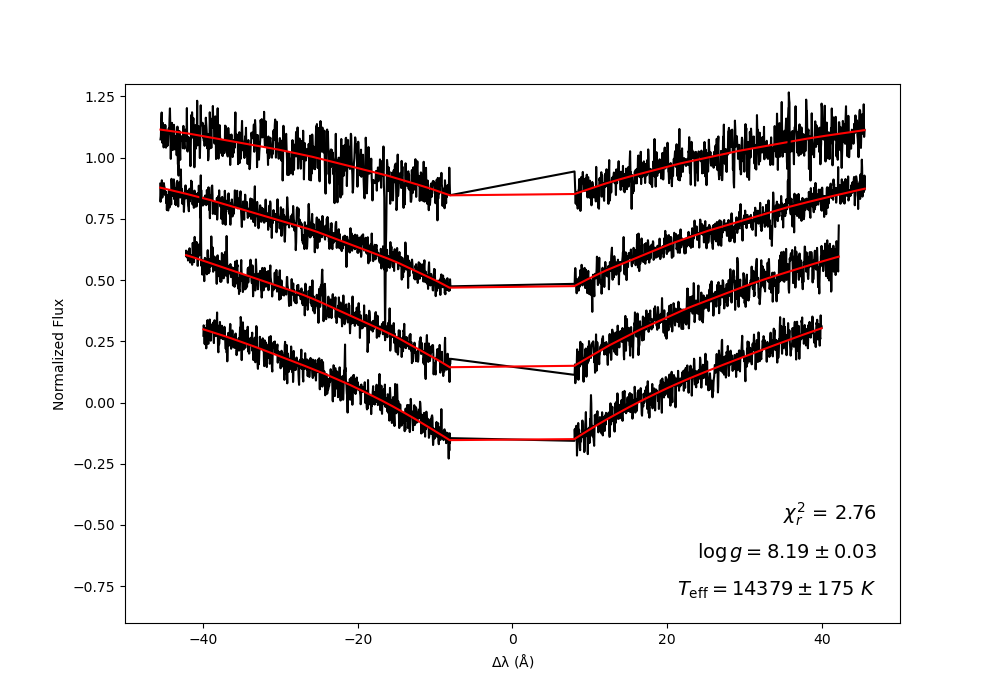 1.25
1.00
0.75
0.50
0.25
0.00
−0.25
−0.50
−0.75
Normalized Flux
χ²ᵣ = 2.76
log g = 8.19 ± 0.03
T_eff = 14379 ± 175 K
−40 −20 0 20 40
Δλ (Å)